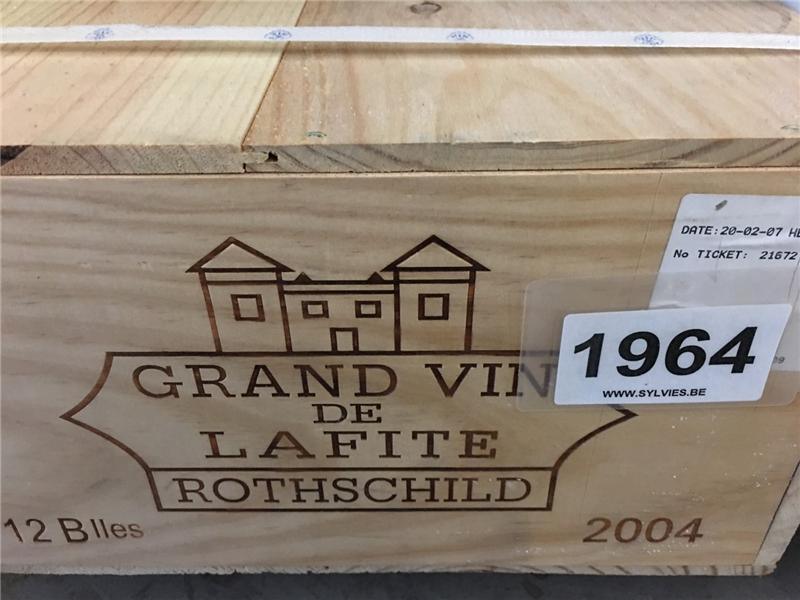 DATE:20-02-07
No TICKET: 21672
1964
WWW.SYLVIES.BE
GRAND VIN
DE
LAFITE
ROTHSCHILD
12 Blles
2004